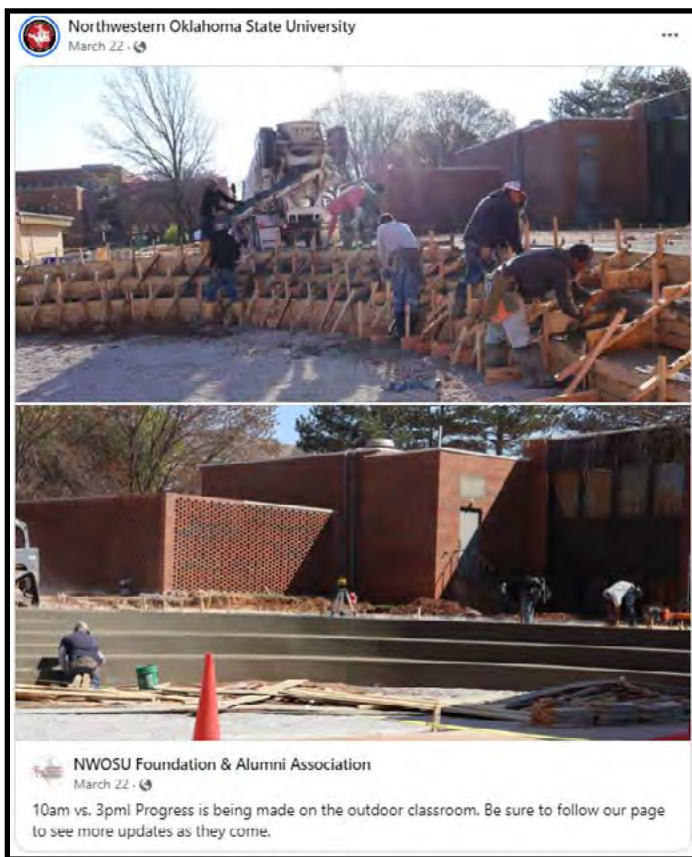 Northwestern Oklahoma State University
March 22 ·
NWOSU Foundation & Alumni Association
March 22 ·
10am vs. 3pm! Progress is being made on the outdoor classroom. Be sure to follow our page
to see more updates as they come.